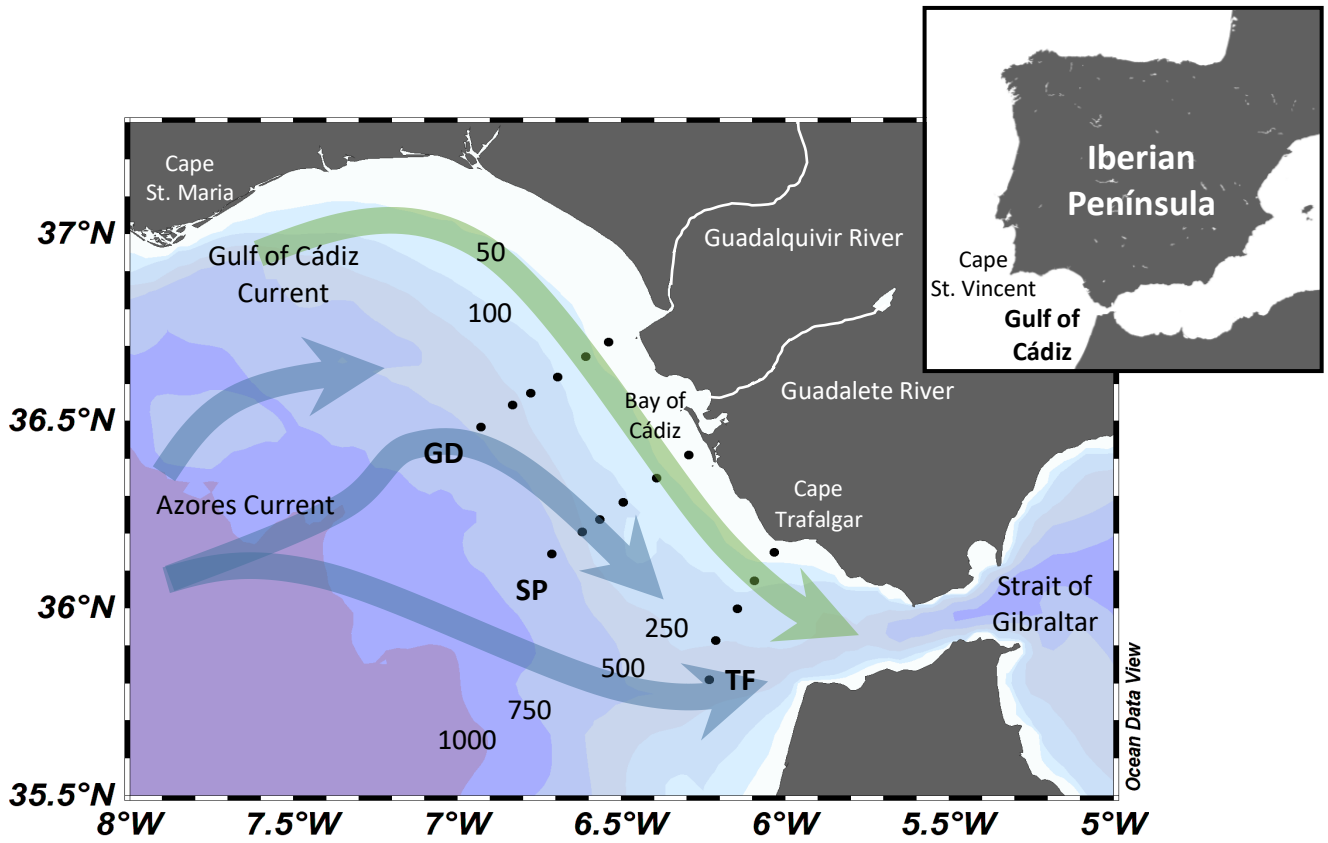 Iberian
Península
Cape
St. Vincent
Gulf of
Cádiz
Cape
St. Maria
37°N
Gulf of Cádiz
Current
50
100
Guadalquivir River
36.5°N
Bay of
Cádiz
Guadalete River
GD
Azores Current
Cape
Trafalgar
36°N
SP
Strait of
Gibraltar
250
500
TF
750
1000
35.5°N
8°W
7.5°W
7°W
6.5°W
6°W
5.5°W
5°W
Ocean Data View